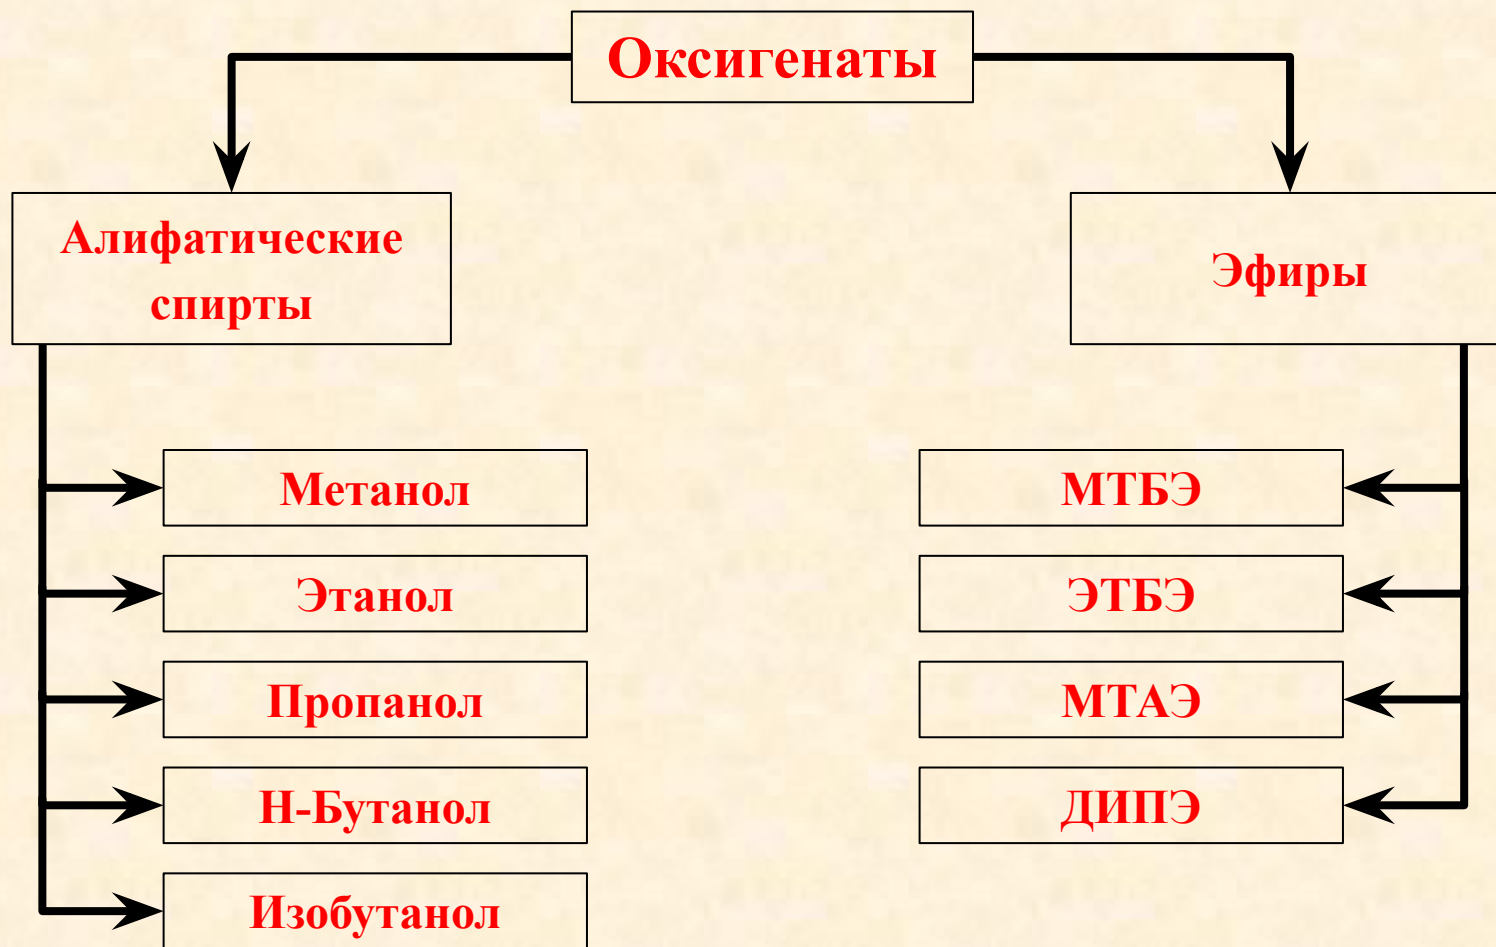 Оксигенаты
Алифатические
спирты
Эфиры
Метанол
Этанол
Пропанол
Н-Бутанол
Изобутанол
МТБЭ
ЭТБЭ
МТАЭ
ДИПЭ